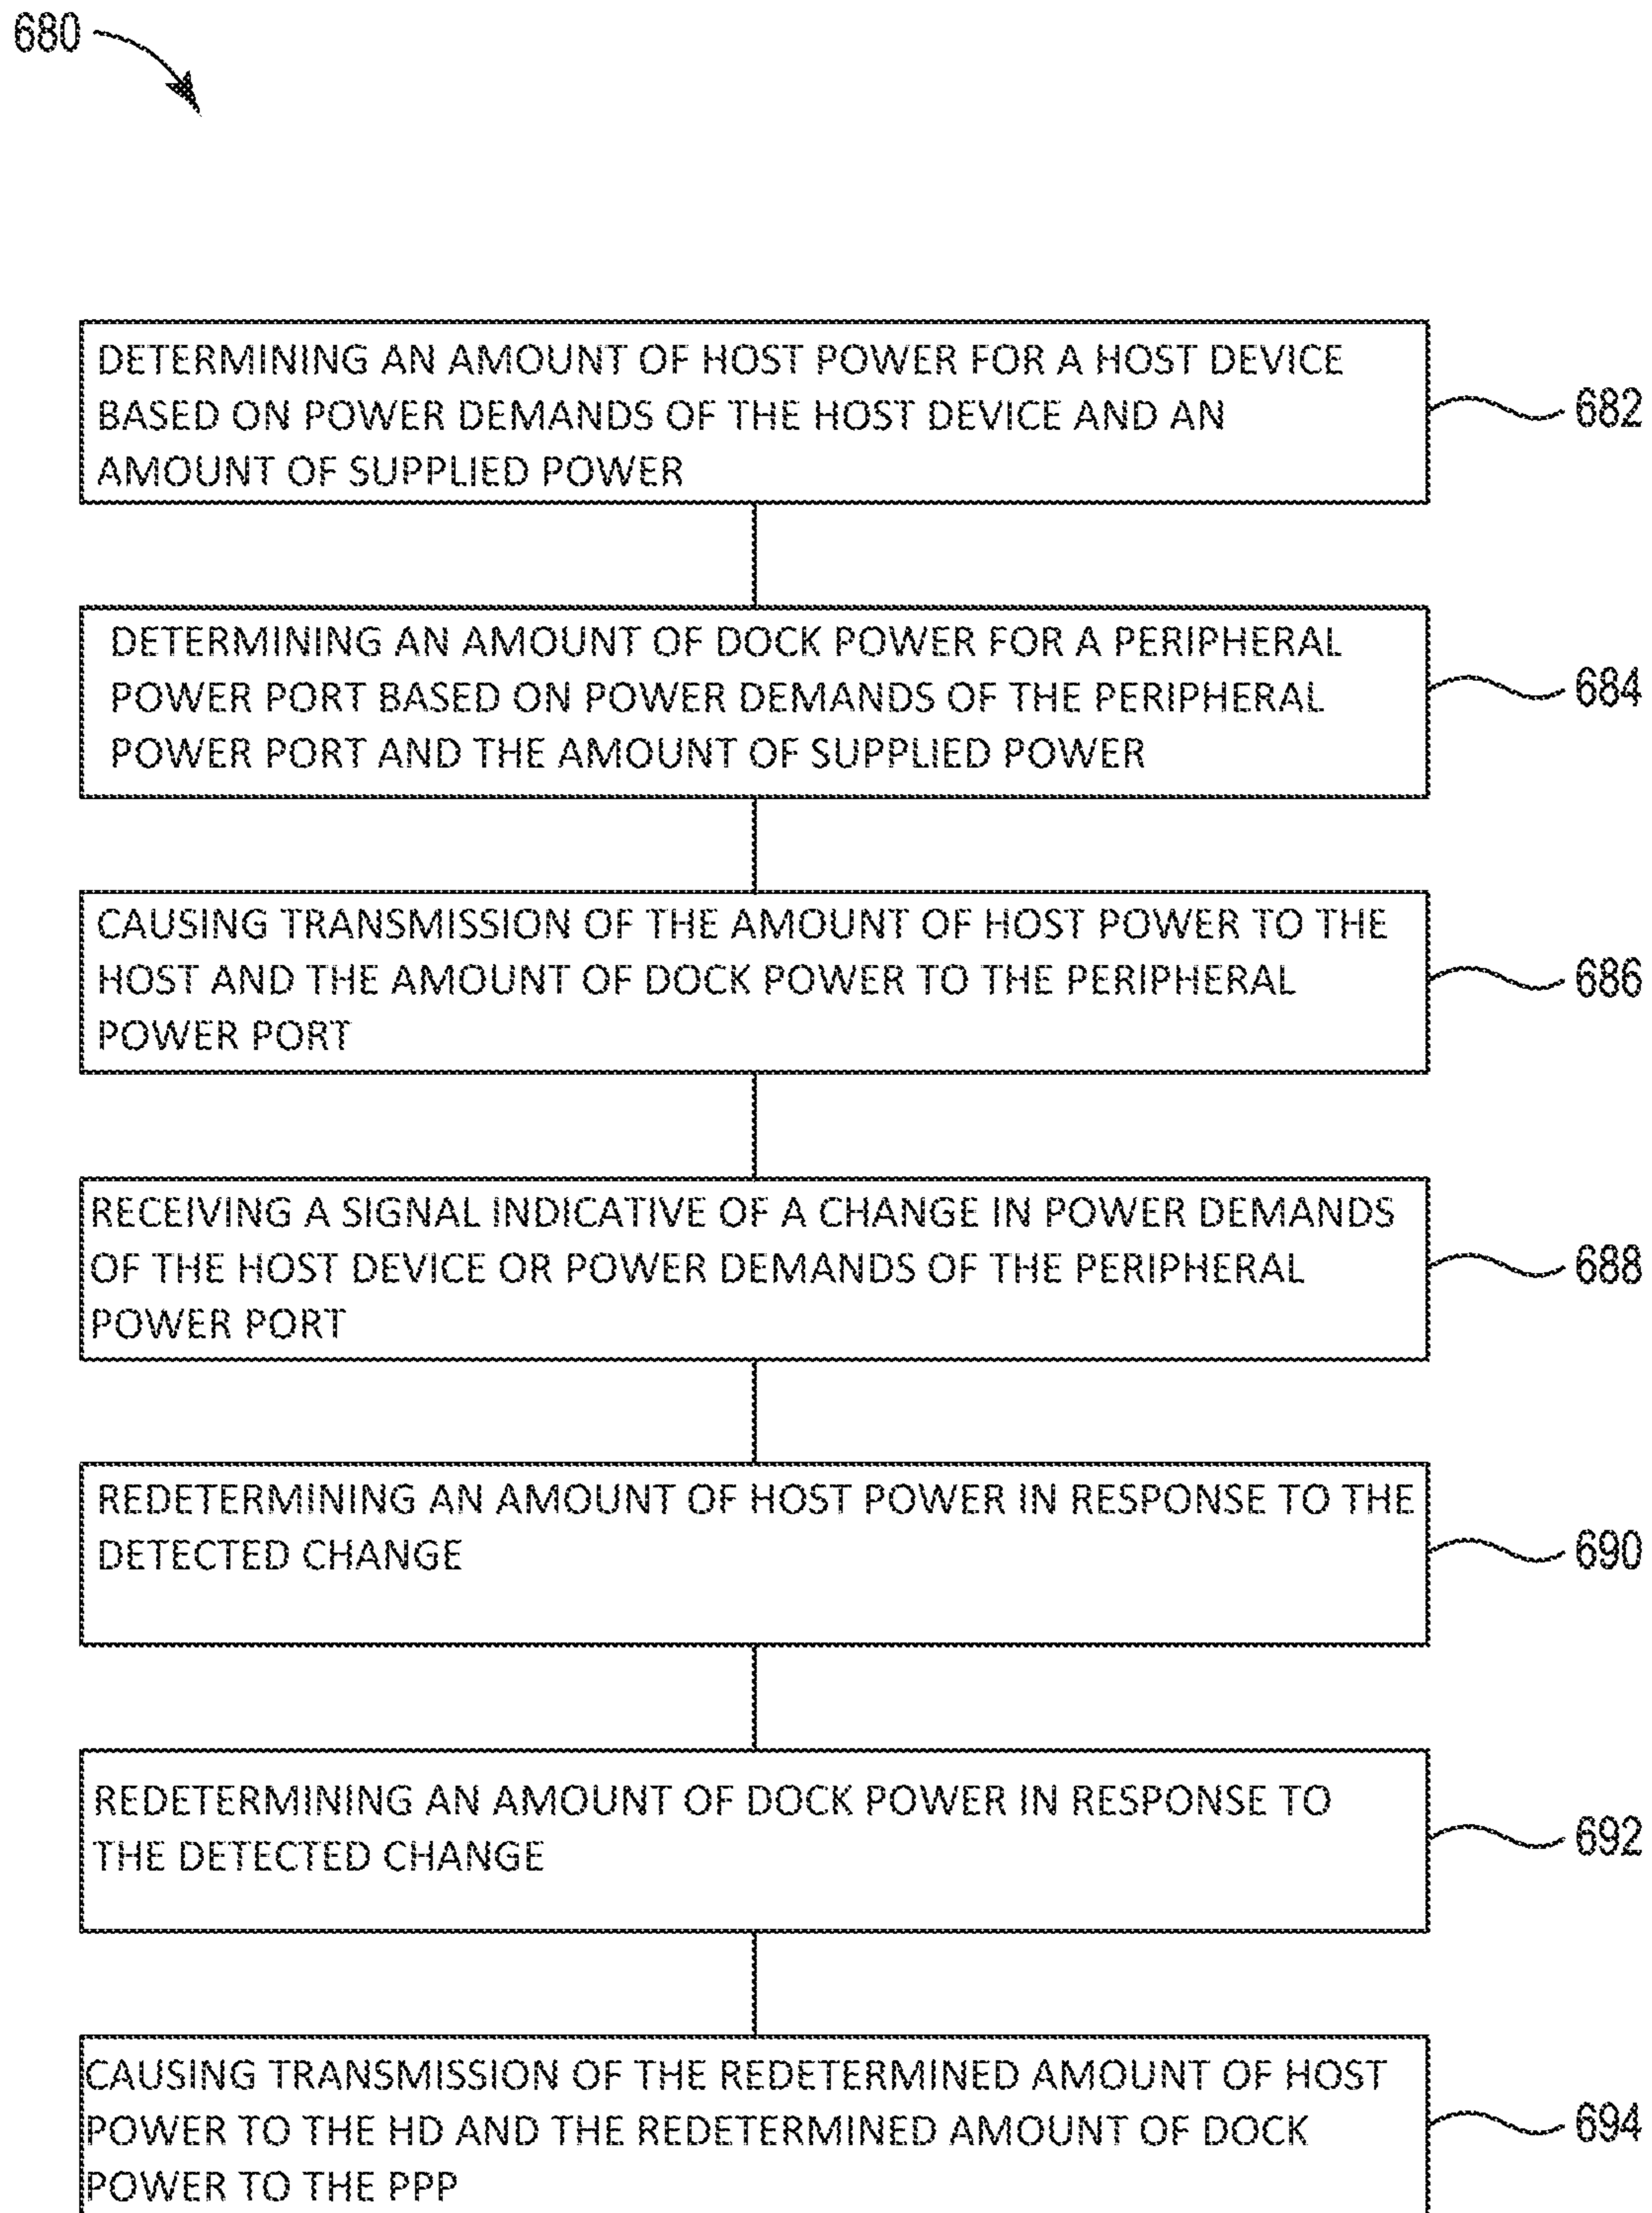 680
DETERMINING AN AMOUNT OF HOST POWER FOR A HOST DEVICE
BASED ON POWER DEMANDS OF THE HOST DEVICE AND AN
AMOUNT OF SUPPLIED POWER
682
DETERMINING AN AMOUNT OF DOCK POWER FOR A PERIPHERAL
POWER PORT BASED ON POWER DEMANDS OF THE PERIPHERAL
POWER PORT AND THE AMOUNT OF SUPPLIED POWER
684
CAUSING TRANSMISSION OF THE AMOUNT OF HOST POWER TO THE
HOST AND THE AMOUNT OF DOCK POWER TO THE PERIPHERAL
POWER PORT
686
RECEIVING A SIGNAL INDICATIVE OF A CHANGE IN POWER DEMANDS
OF THE HOST DEVICE OR POWER DEMANDS OF THE PERIPHERAL
POWER PORT
688
REDETERMINING AN AMOUNT OF HOST POWER IN RESPONSE TO THE
DETECTED CHANGE
690
REDETERMINING AN AMOUNT OF DOCK POWER IN RESPONSE TO
THE DETECTED CHANGE
692
CAUSING TRANSMISSION OF THE REDETERMINED AMOUNT OF HOST
POWER TO THE HD AND THE REDETERMINED AMOUNT OF DOCK
POWER TO THE PPP
694